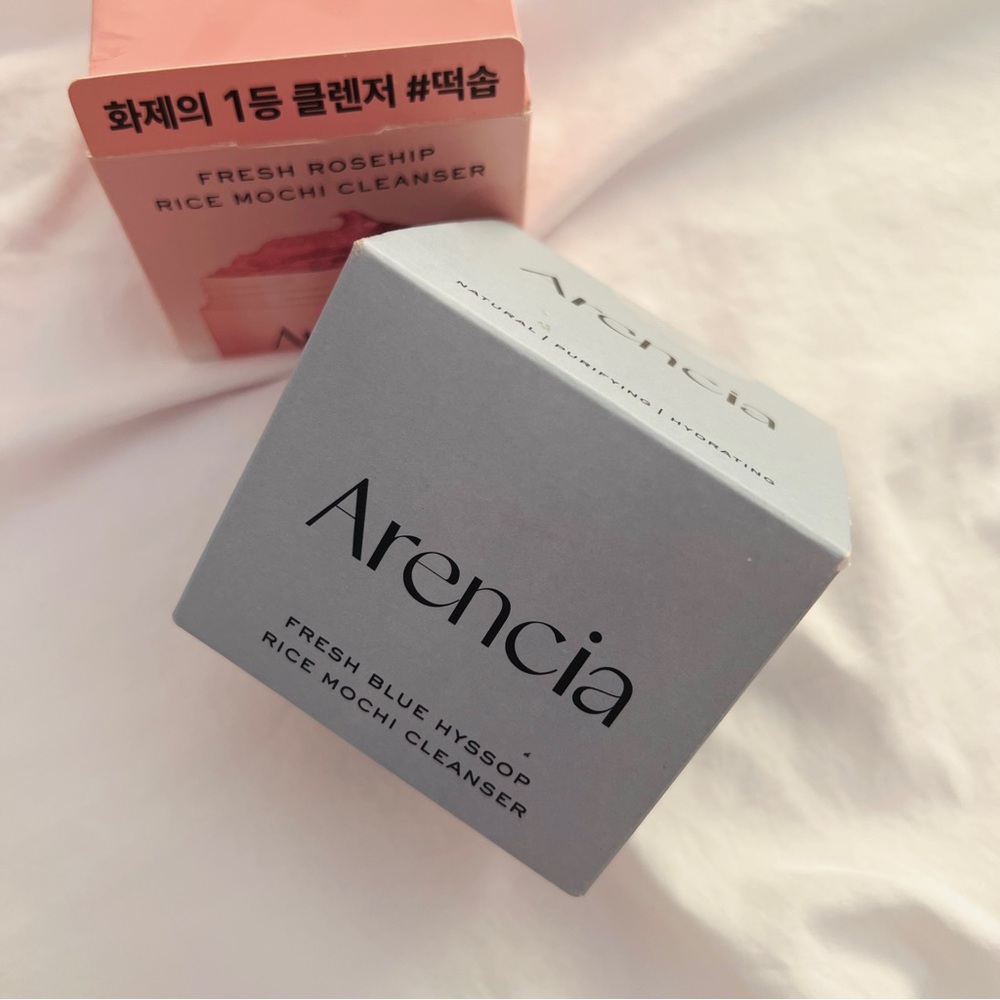 화제의 1등 클렌저 #떡솝
FRESH ROSEHIP
RICE MOCHI CLEANSER
Arencia
NATURAL | PURIFYING | HYDRATING
Arencia
FRESH BLUE HYSSOP
RICE MOCHI CLEANSER